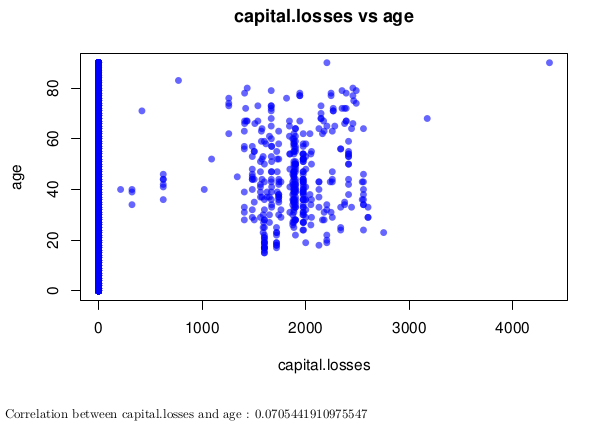 capital.losses vs age
80
60
age
40
20
0
0 1000 2000 3000 4000
capital.losses
Correlation between capital.losses and age : 0.0705441910975547